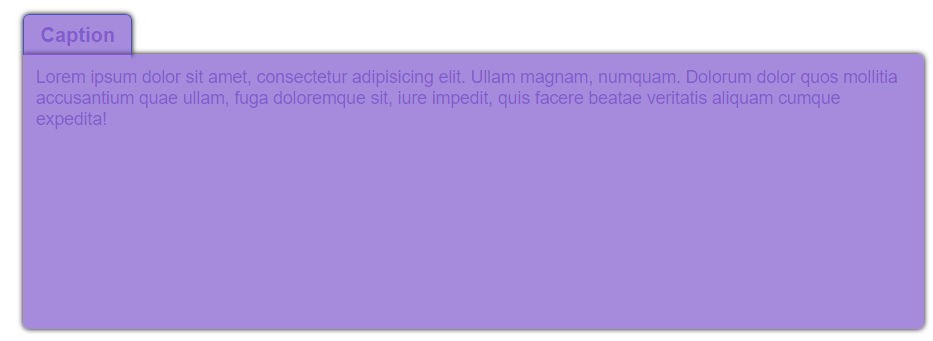 Caption
Lorem ipsum dolor sit amet, consectetur adipisicing elit. Ullam magnam, numquam. Dolorum dolor quos mollitia
accusantium quae ullam, fuga doloremque sit, iure impedit, quis facere beatae veritatis aliquam cumque
expedita!